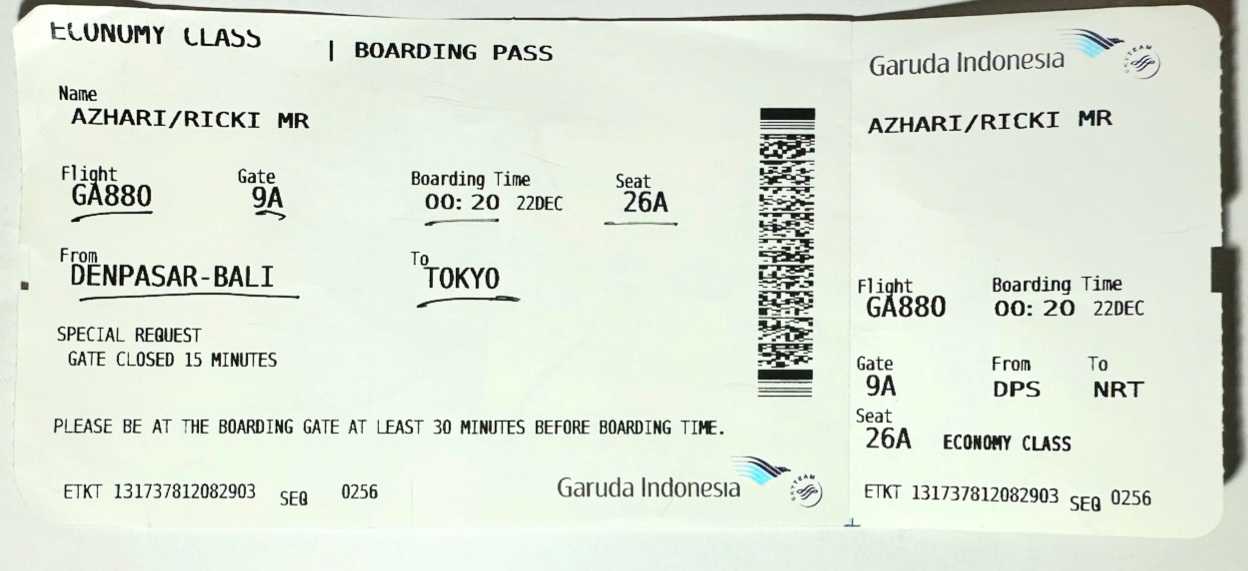 ECONOMY CLASS | BOARDING PASS
Name
AZHARI/RICKI MR
Flight Gate Boarding Time Seat
GA880 9A 00:20 22DEC 26A
From To
DENPASAR-BALI TOKYO
SPECIAL REQUEST
GATE CLOSED 15 MINUTES
PLEASE BE AT THE BOARDING GATE AT LEAST 30 MINUTES BEFORE BOARDING TIME.
ETKT 131737812082903 SEQ 0256
Garuda Indonesia SKYTEAM
Garuda Indonesia SKYTEAM
AZHARI/RICKI MR
Flight Boarding Time
GA880 00:20 22DEC
Gate From To
9A DPS NRT
Seat
26A ECONOMY CLASS
ETKT 131737812082903 SEQ 0256